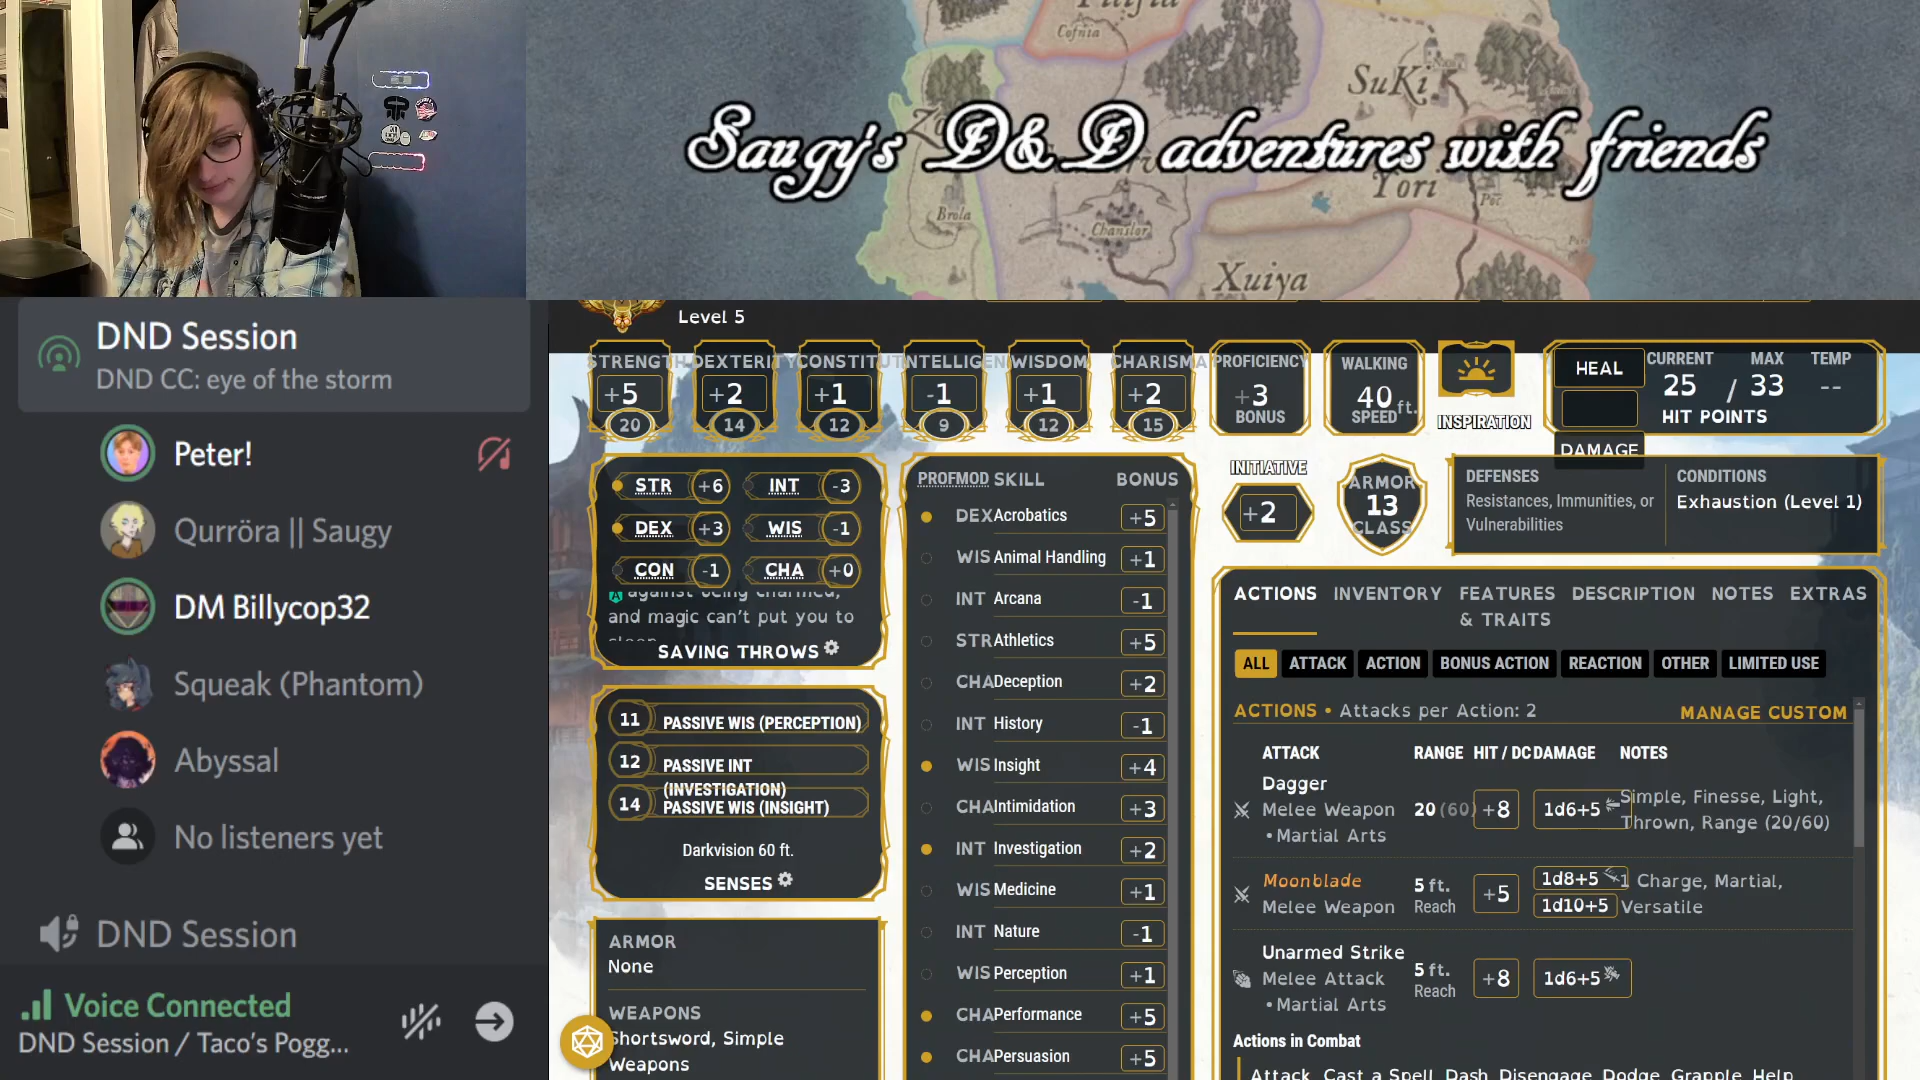 Cofnia
SuKi
Saugy's D&D adventures with friends
Tori
Brola
Chanslor
Xuiya
DND Session
DND CC: eye of the storm
Peter!
Qurröra || Saugy
DM Billycop32
Squeak (Phantom)
Abyssal
No listeners yet
DND Session
Voice Connected
DND Session / Taco's Pogg...
Level 5
STRENGTH
+5
20
DEXTERITY
+2
14
CONSTITUT
+1
12
INTELLIGEN
-1
9
WISDOM
+1
12
CHARISMA
+2
15
PROFICIENCY
+3
BONUS
WALKING
40 ft.
SPEED
INSPIRATION
HEAL
DAMAGE
CURRENT
25
/
MAX
33
TEMP
--
HIT POINTS
STR +6
INT -3
DEX +3
WIS -1
CON -1
CHA +0
against being charmed,
and magic can't put you to
sleep
SAVING THROWS
11 PASSIVE WIS (PERCEPTION)
12 PASSIVE INT
(INVESTIGATION)
14 PASSIVE WIS (INSIGHT)
Darkvision 60 ft.
SENSES
ARMOR
None
WEAPONS
Shortsword, Simple
Weapons
PROF MOD SKILL BONUS
DEX Acrobatics +5
WIS Animal Handling +1
INT Arcana -1
STR Athletics +5
CHA Deception +2
INT History -1
WIS Insight +4
CHA Intimidation +3
INT Investigation +2
WIS Medicine +1
INT Nature -1
WIS Perception +1
CHA Performance +5
CHA Persuasion +5
INITIATIVE
+2
ARMOR
13
CLASS
DEFENSES
Resistances, Immunities, or
Vulnerabilities
CONDITIONS
Exhaustion (Level 1)
ACTIONS INVENTORY FEATURES & TRAITS DESCRIPTION NOTES EXTRAS
ALL ATTACK ACTION BONUS ACTION REACTION OTHER LIMITED USE
ACTIONS • Attacks per Action: 2 MANAGE CUSTOM
ATTACK RANGE HIT / DC DAMAGE NOTES
Dagger
Melee Weapon
• Martial Arts
20 (60)
+8
1d6+5
Simple, Finesse, Light,
Thrown, Range (20/60)
Moonblade
Melee Weapon
5 ft.
Reach
+5
1d8+5
1d10+5
1 Charge, Martial,
Versatile
Unarmed Strike
Melee Attack
• Martial Arts
5 ft.
Reach
+8
1d6+5
Actions in Combat
Attack, Cast a Spell, Dash, Disengage, Dodge, Grapple, Help,